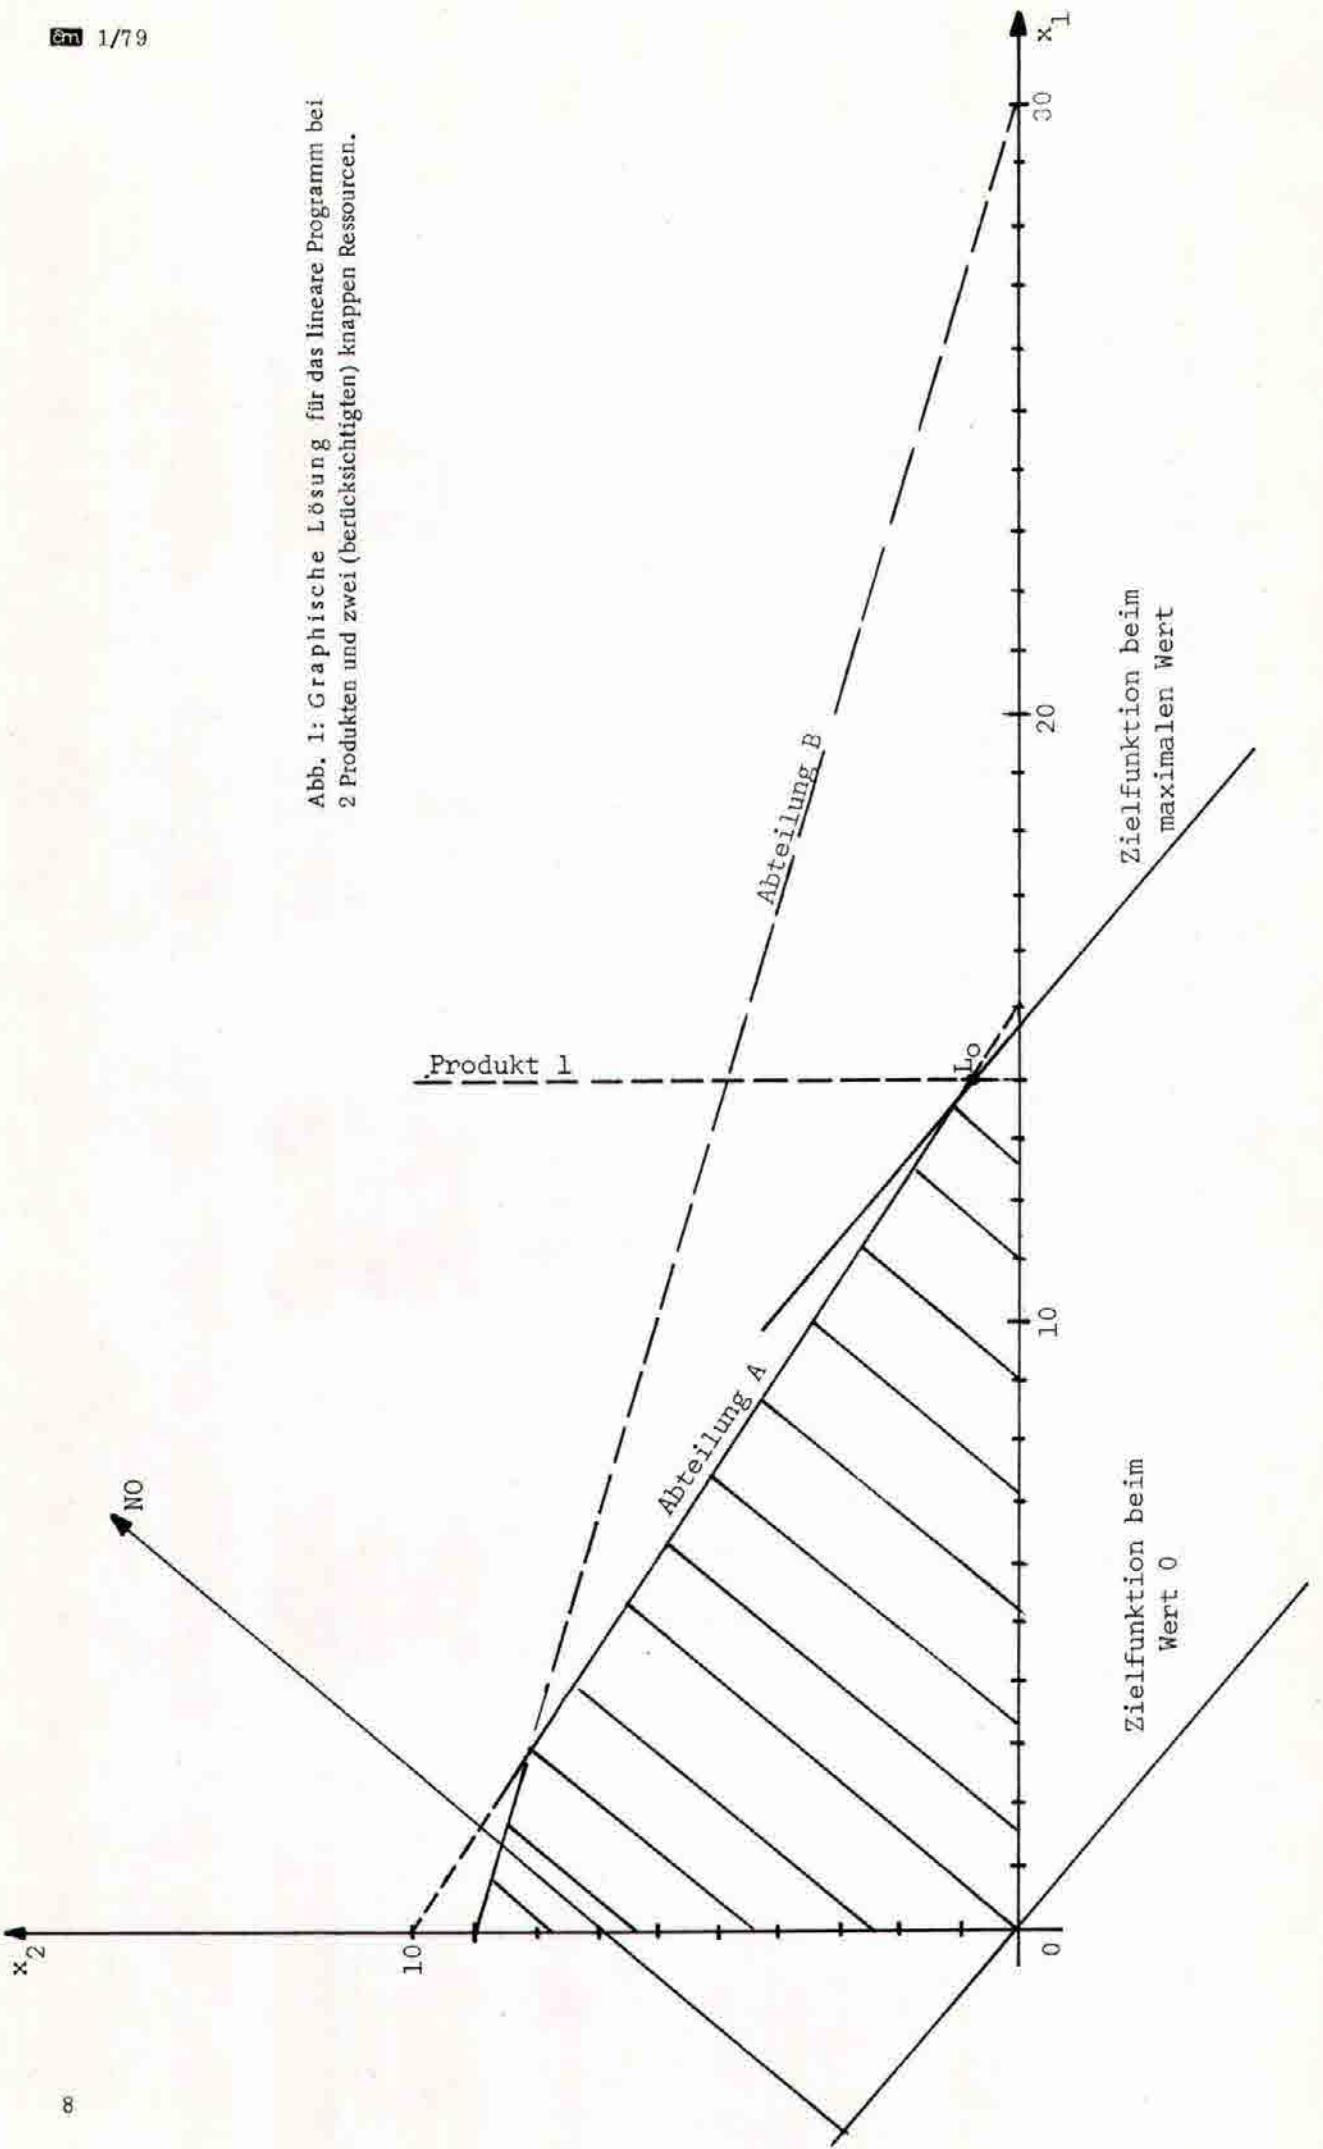 cm 1/79
Abb. 1: Graphische Lösung für das lineare Programm bei
2 Produkten und zwei (berücksichtigten) knappen Ressourcen.
x2
NO
10
Produkt 1
Abteilung A
Abteilung B
Lo
0
10
20
30
x1
Zielfunktion beim
Wert 0
Zielfunktion beim
maximalen Wert
8